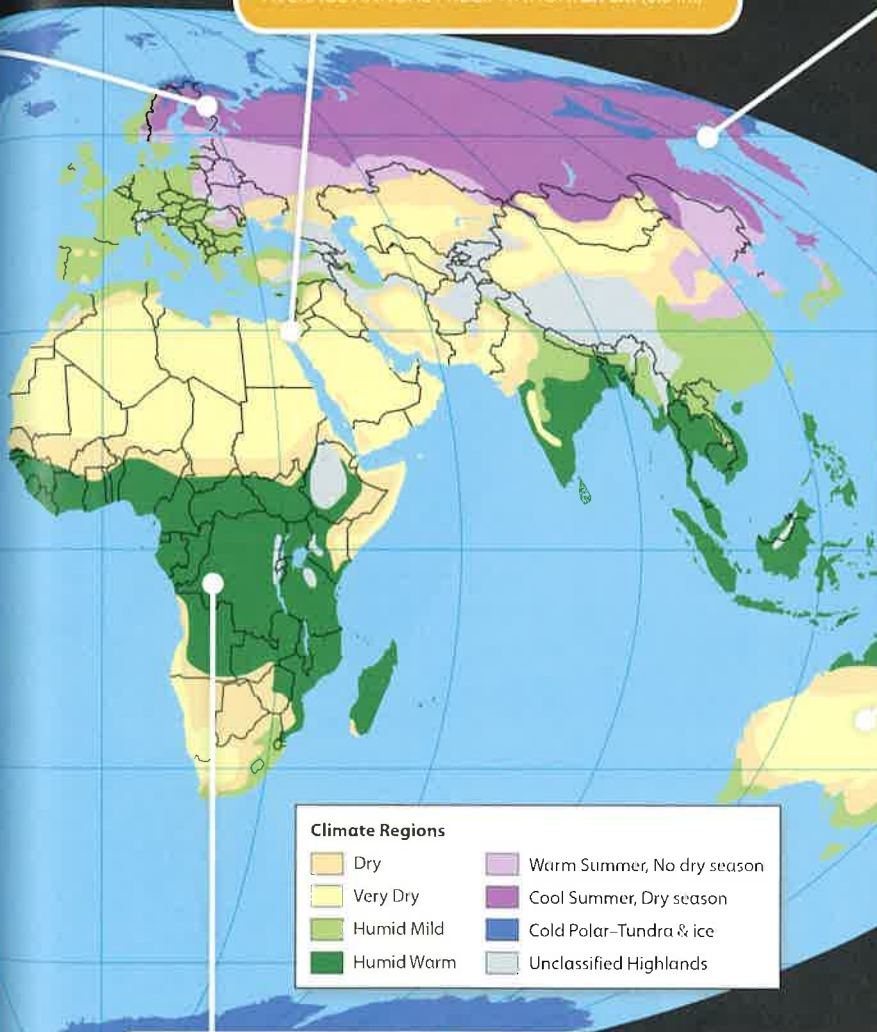 Climate Regions
Dry
Very Dry
Humid Mild
Humid Warm
Warm Summer, No dry season
Cool Summer, Dry season
Cold Polar–Tundra & ice
Unclassified Highlands